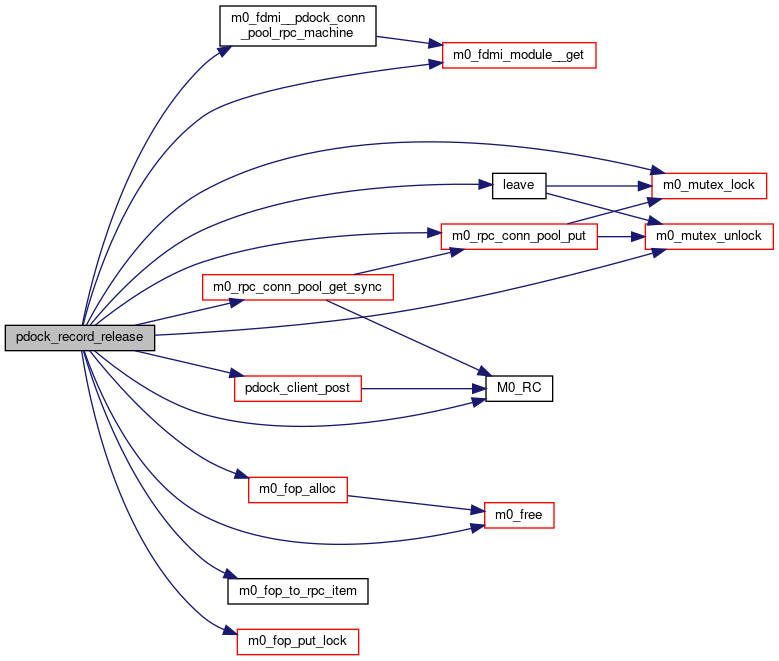 m0_fdmi__pdock_conn
_pool_rpc_machine
m0_fdmi_module__get
leave
m0_mutex_lock
m0_rpc_conn_pool_put
m0_mutex_unlock
m0_rpc_conn_pool_get_sync
pdock_record_release
pdock_client_post
M0_RC
m0_fop_alloc
m0_free
m0_fop_to_rpc_item
m0_fop_put_lock